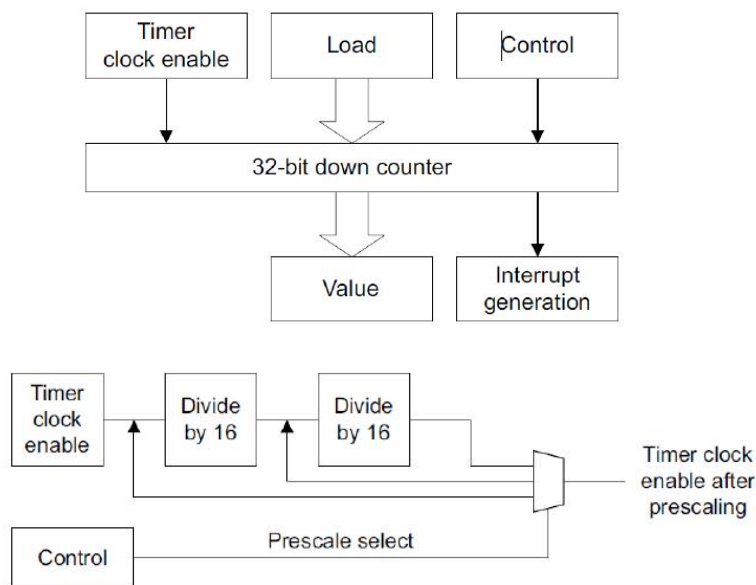 Timer
clock enable
Load
Control
32-bit down counter
Value
Interrupt
generation
Timer
clock
enable
Divide
by 16
Divide
by 16
Timer clock
enable after
prescaling
Control
Prescale select